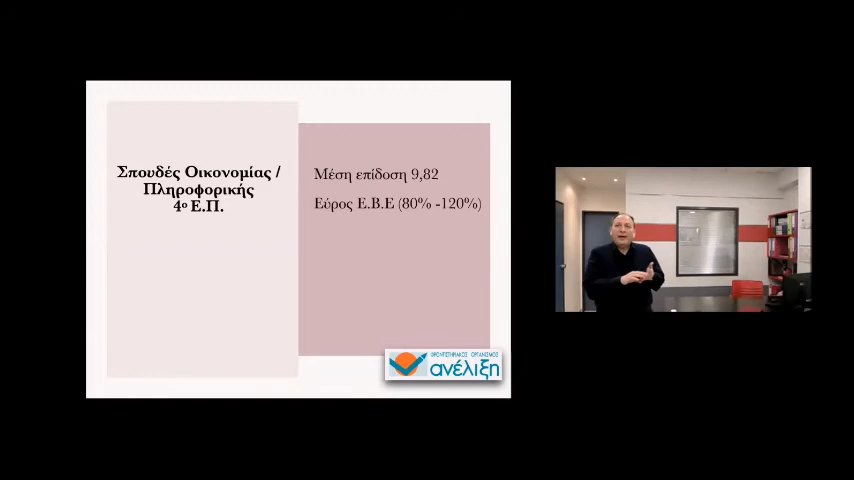 Σπουδές Οικονομίας /
Πληροφορικής
4ο Ε.Π.
Μέση επίδοση 9,82
Εύρος Ε.Β.Ε (80% -120%)
ΦΡΟΝΤΙΣΤΗΡΙΑΚΟΣ ΟΡΓΑΝΙΣΜΟΣ
ανέλιξη